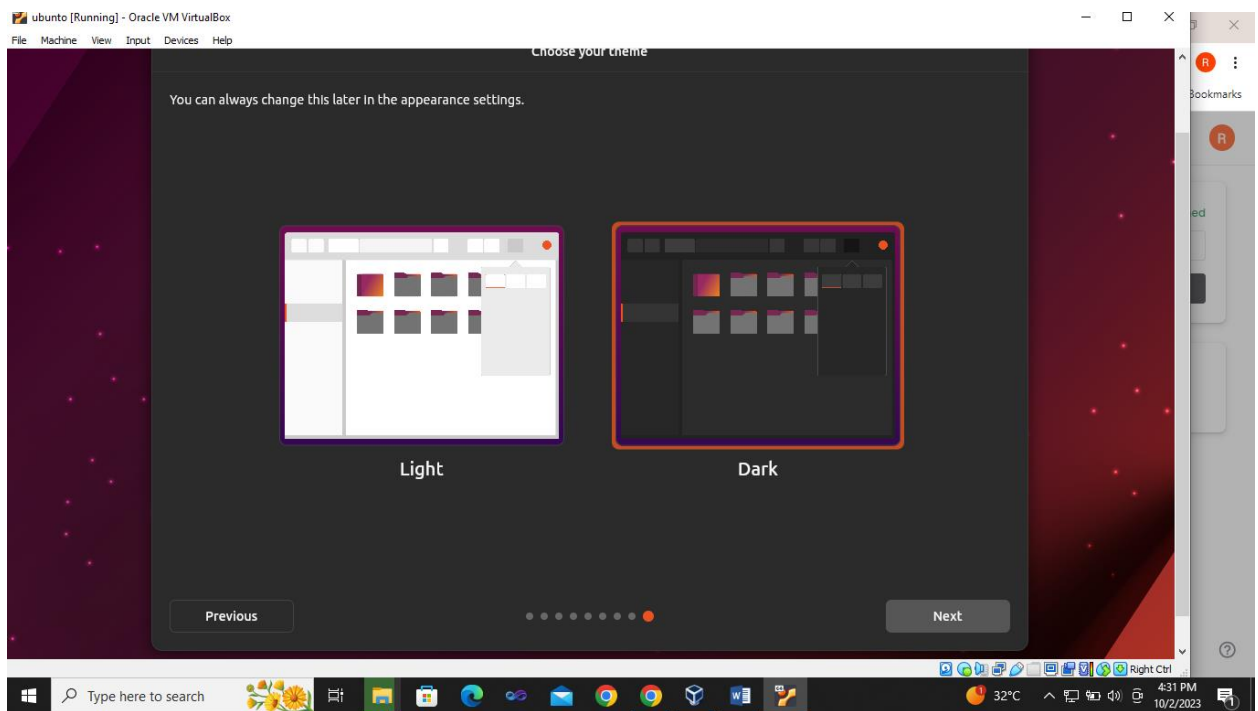 ubunto [Running] - Oracle VM VirtualBox
File Machine View Input Devices Help
Choose your theme
R
Bookmarks
You can always change this later in the appearance settings.
R
ed
Light
Dark
Previous
Next
Right Ctrl
Type here to search
1
32°C
4:31 PM
10/2/2023
1